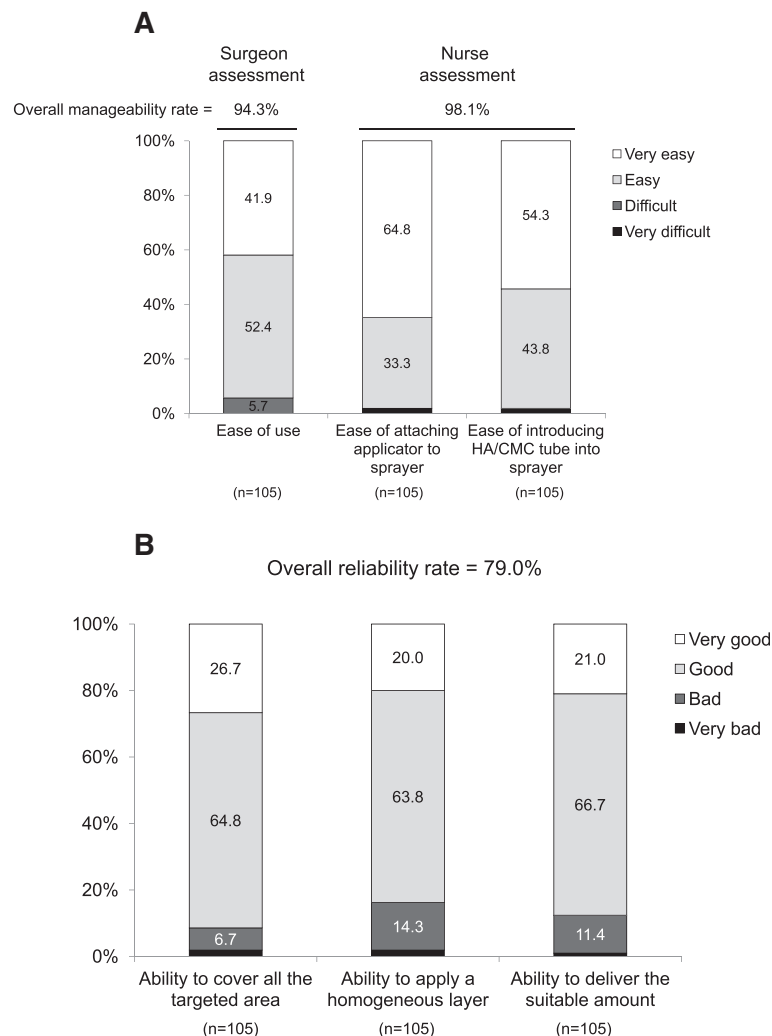 A
Surgeon
assessment
Nurse
assessment
Overall manageability rate =
94.3%
98.1%
100%
80%
60%
40%
20%
0%
41.9
52.4
5.7
64.8
33.3
54.3
43.8
Very easy
Easy
Difficult
Very difficult
Ease of use
(n=105)
Ease of attaching
applicator to
sprayer
(n=105)
Ease of introducing
HA/CMC tube into
sprayer
(n=105)
B
Overall reliability rate = 79.0%
100%
80%
60%
40%
20%
0%
26.7
64.8
6.7
20.0
63.8
14.3
21.0
66.7
11.4
Very good
Good
Bad
Very bad
Ability to cover all the
targeted area
(n=105)
Ability to apply a
homogeneous layer
(n=105)
Ability to deliver the
suitable amount
(n=105)